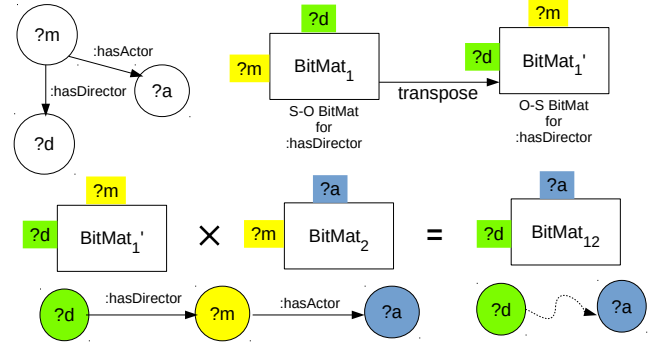 ?m
:hasActor
:hasDirector
?a
?d
?d
?m
BitMat1
S-O BitMat
for
:hasDirector
transpose
?m
?d
BitMat1'
O-S BitMat
for
:hasDirector
?m
?d
BitMat1'
×
?a
?m
BitMat2
=
?a
?d
BitMat12
?d
:hasDirector
?m
:hasActor
?a
?d
?a